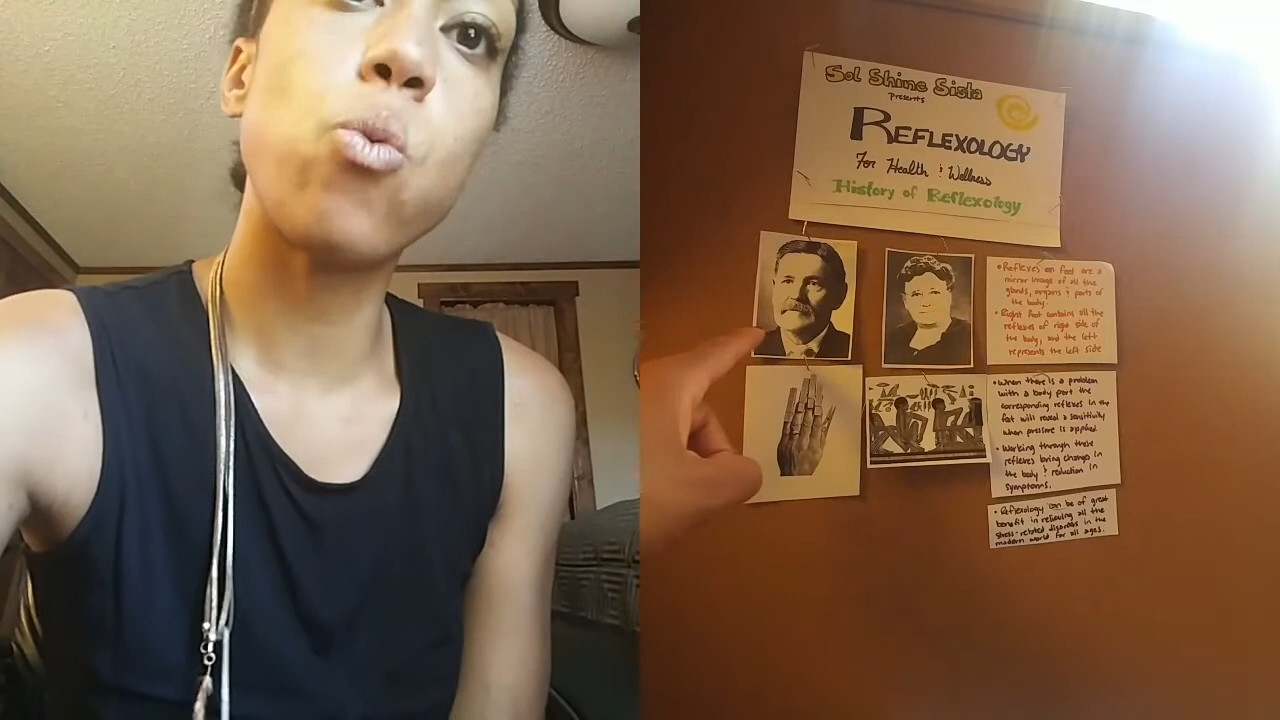 Sol Shine Sista
Presents
REFLEXOLOGY
For Health & Wellness
History of Reflexology
• Reflexes on feet are a
mirror image of all the
glands, organs & parts of
the body.
• Right foot contains all the
reflexes of right side of
the body, and the left
represents the left side
• When there is a problem
with a body part the
corresponding reflexes in the
feet will reveal a sensitivity
when pressure is applied.
• Working through these
reflexes bring changes in
the body & reduction in
symptoms.
• Reflexology can be of great
benefit in relieving all the
stress-related disorders in the
modern world for all ages.